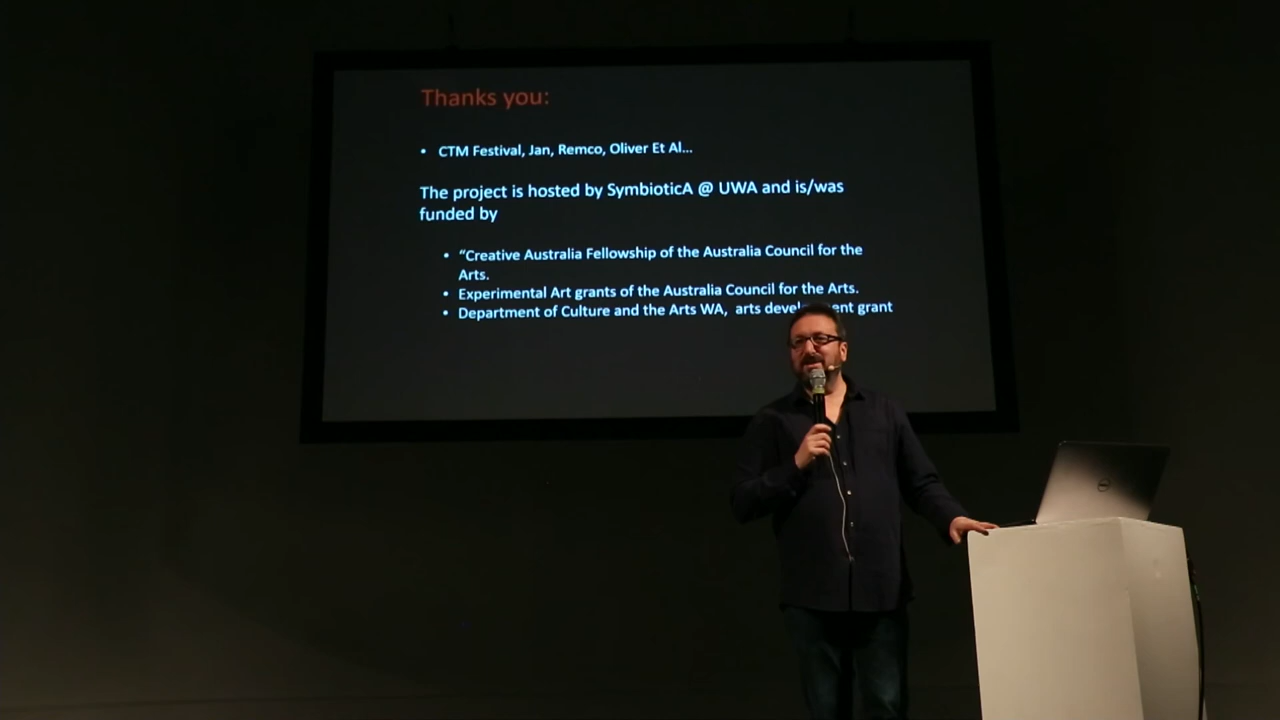 Thanks you:
• CTM Festival, Jan, Remco, Oliver Et Al...
The project is hosted by SymbioticA @ UWA and is/was
funded by
• “Creative Australia Fellowship of the Australia Council for the
Arts.
• Experimental Art grants of the Australia Council for the Arts.
• Department of Culture and the Arts WA, arts grant
DELL